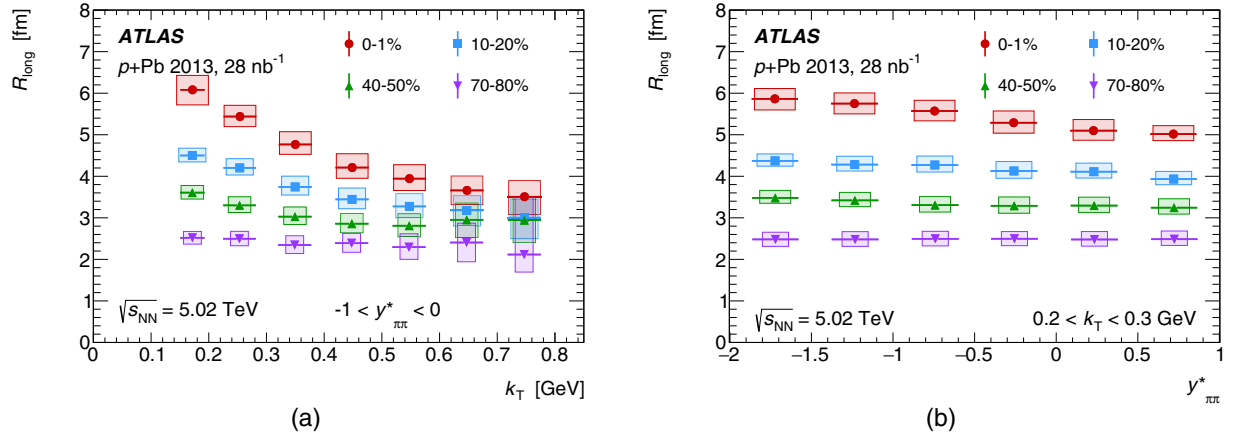 ATLAS
p+Pb 2013, 28 nb⁻¹
0-1% 10-20%
40-50% 70-80%
R_long [fm]
8
7
6
5
4
3
2
1
0
√s_NN = 5.02 TeV -1 < y*_ππ < 0
0 0.1 0.2 0.3 0.4 0.5 0.6 0.7 0.8
k_T [GeV]
(a)
ATLAS
p+Pb 2013, 28 nb⁻¹
0-1% 10-20%
40-50% 70-80%
R_long [fm]
8
7
6
5
4
3
2
1
0
√s_NN = 5.02 TeV 0.2 < k_T < 0.3 GeV
−2 −1.5 −1 −0.5 0 0.5 1
y*_ππ
(b)